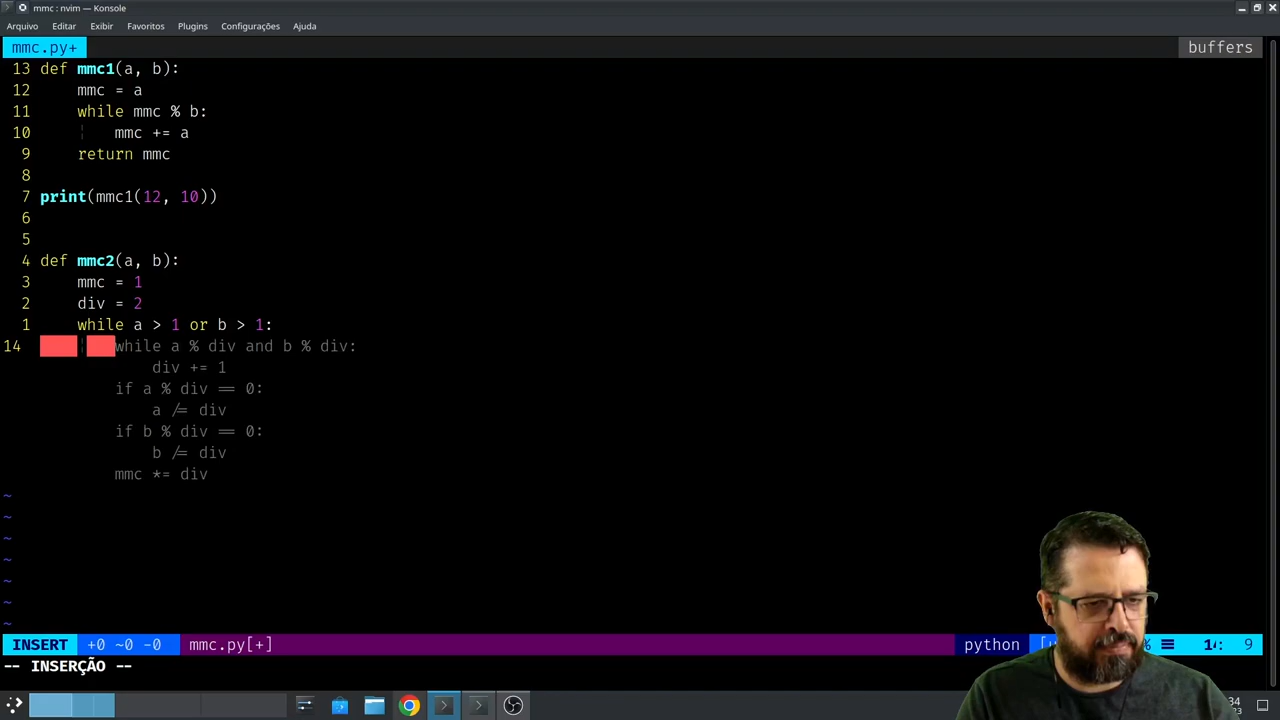 mmc : nvim — Konsole
Arquivo Editar Exibir Favoritos Plugins Configurações Ajuda
mmc.py+ buffers
13 def mmc1(a, b):
12 mmc = a
11 while mmc % b:
10 mmc += a
9 return mmc
8
7 print(mmc1(12, 10))
6
5
4 def mmc2(a, b):
3 mmc = 1
2 div = 2
1 while a > 1 or b > 1:
14 while a % div and b % div:
div += 1
if a % div == 0:
a /= div
if b % div == 0:
b /= div
mmc *= div
~
~
~
~
~
~
~
INSERT +0 ~0 -0 mmc.py[+] python % ☰ 14: 9
-- INSERÇÃO --